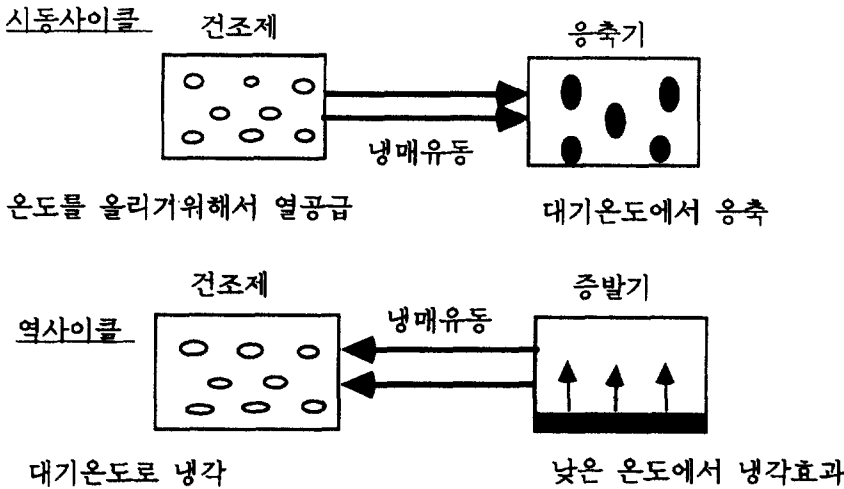 시동사이클
건조제
응축기
냉매유동
온도를 올리거워해서 열공급
대기온도에서 응축
건조제
증발기
역사이클
냉매유동
대기온도로 냉각
낮은 온도에서 냉각효과